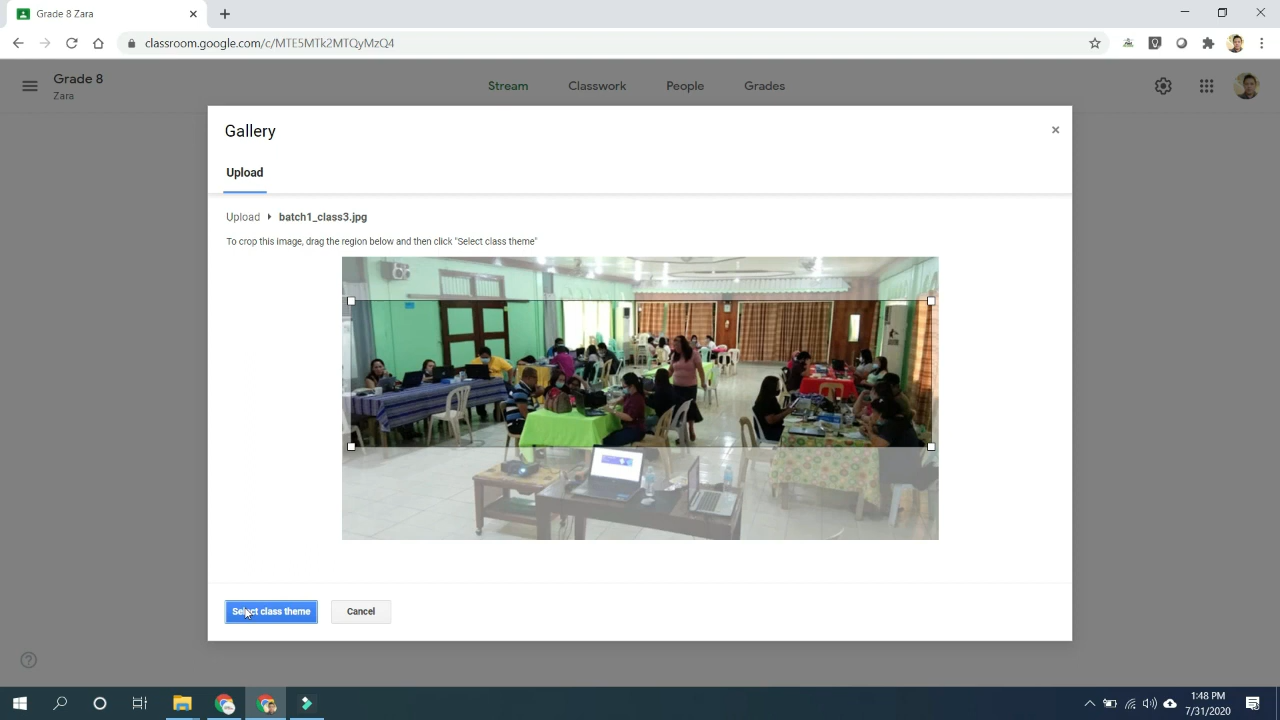 Grade 8 Zara
classroom.google.com/c/MTE5MTk2MTQyMzQ4
Grade 8
Zara
Stream
Classwork
People
Grades
Gallery
Upload
Upload batch1_class3.jpg
To crop this image, drag the region below and then click "Select class theme"
Select class theme
Cancel
1:48 PM
7/31/2020